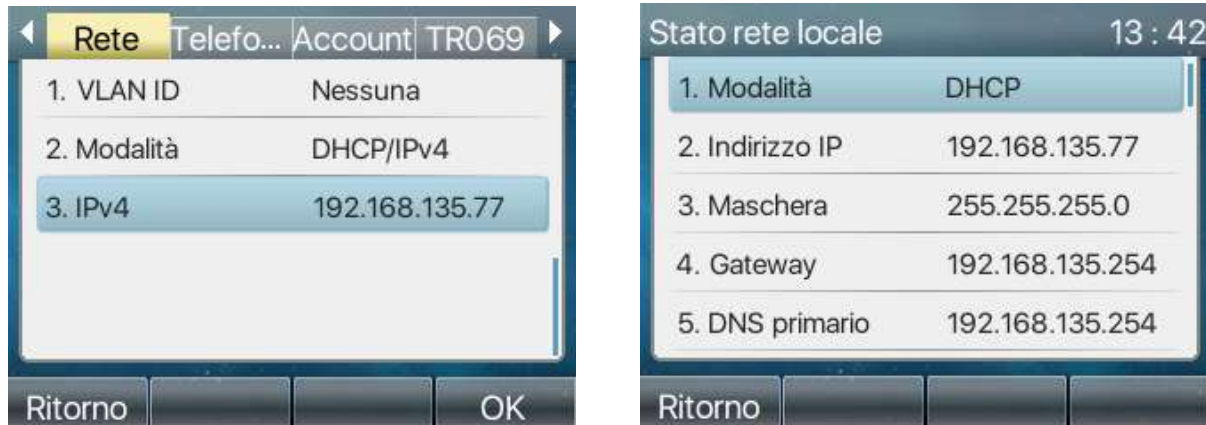 Rete Telefo... Account TR069
1. VLAN ID Nessuna
2. Modalità DHCP/IPv4
3. IPv4 192.168.135.77
Ritorno OK
Stato rete locale 13 : 42
1. Modalità DHCP
2. Indirizzo IP 192.168.135.77
3. Maschera 255.255.255.0
4. Gateway 192.168.135.254
5. DNS primario 192.168.135.254
Ritorno